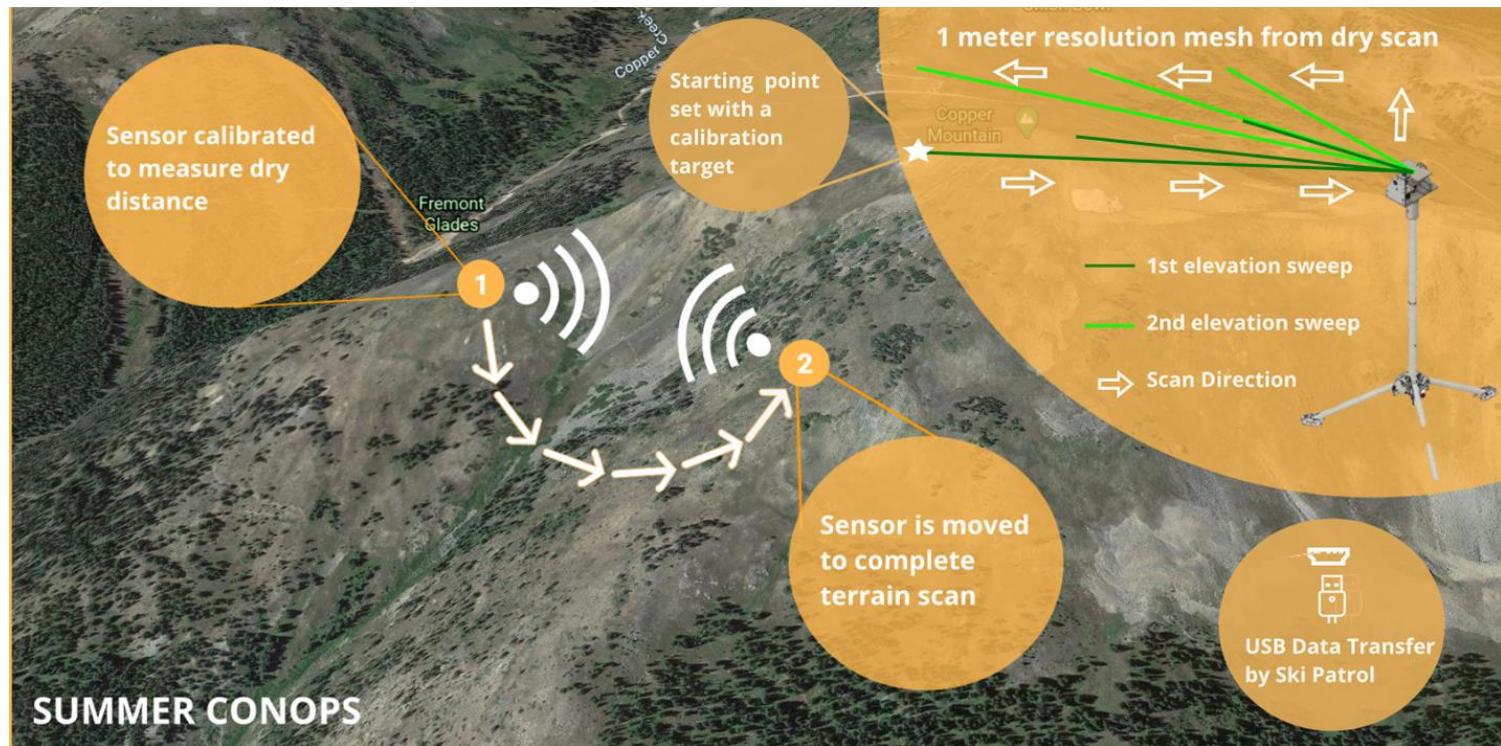 Copper Creek
Sensor calibrated
to measure dry
distance
Fremont
Glades
1
Starting point
set with a
calibration
target
1 meter resolution mesh from dry scan
Copper
Mountain
1st elevation sweep
2nd elevation sweep
Scan Direction
2
Sensor is moved
to complete
terrain scan
USB Data Transfer
by Ski Patrol
SUMMER CONOPS